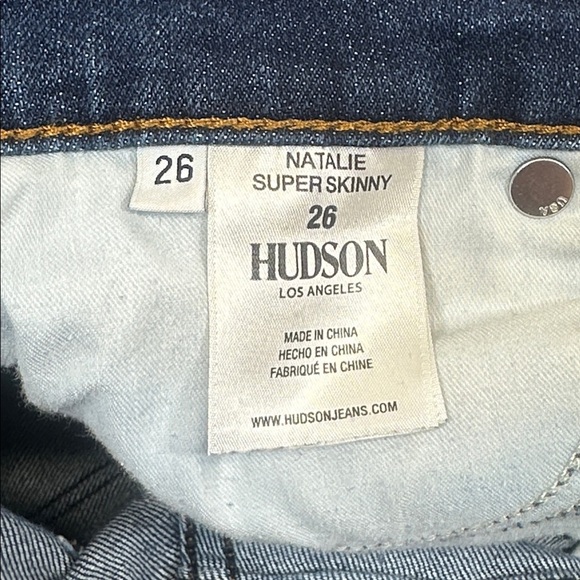 26
NATALIE
SUPER SKINNY
26
HUDSON
LOS ANGELES
MADE IN CHINA
HECHO EN CHINA
FABRIQUÉ EN CHINE
WWW.HUDSONJEANS.COM
USA